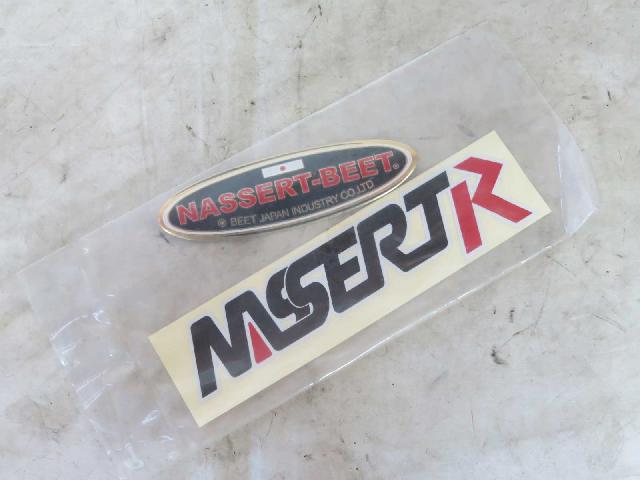 NASSERT-BEET®
® BEET JAPAN INDUSTRY CO.,LTD
NASSERT R